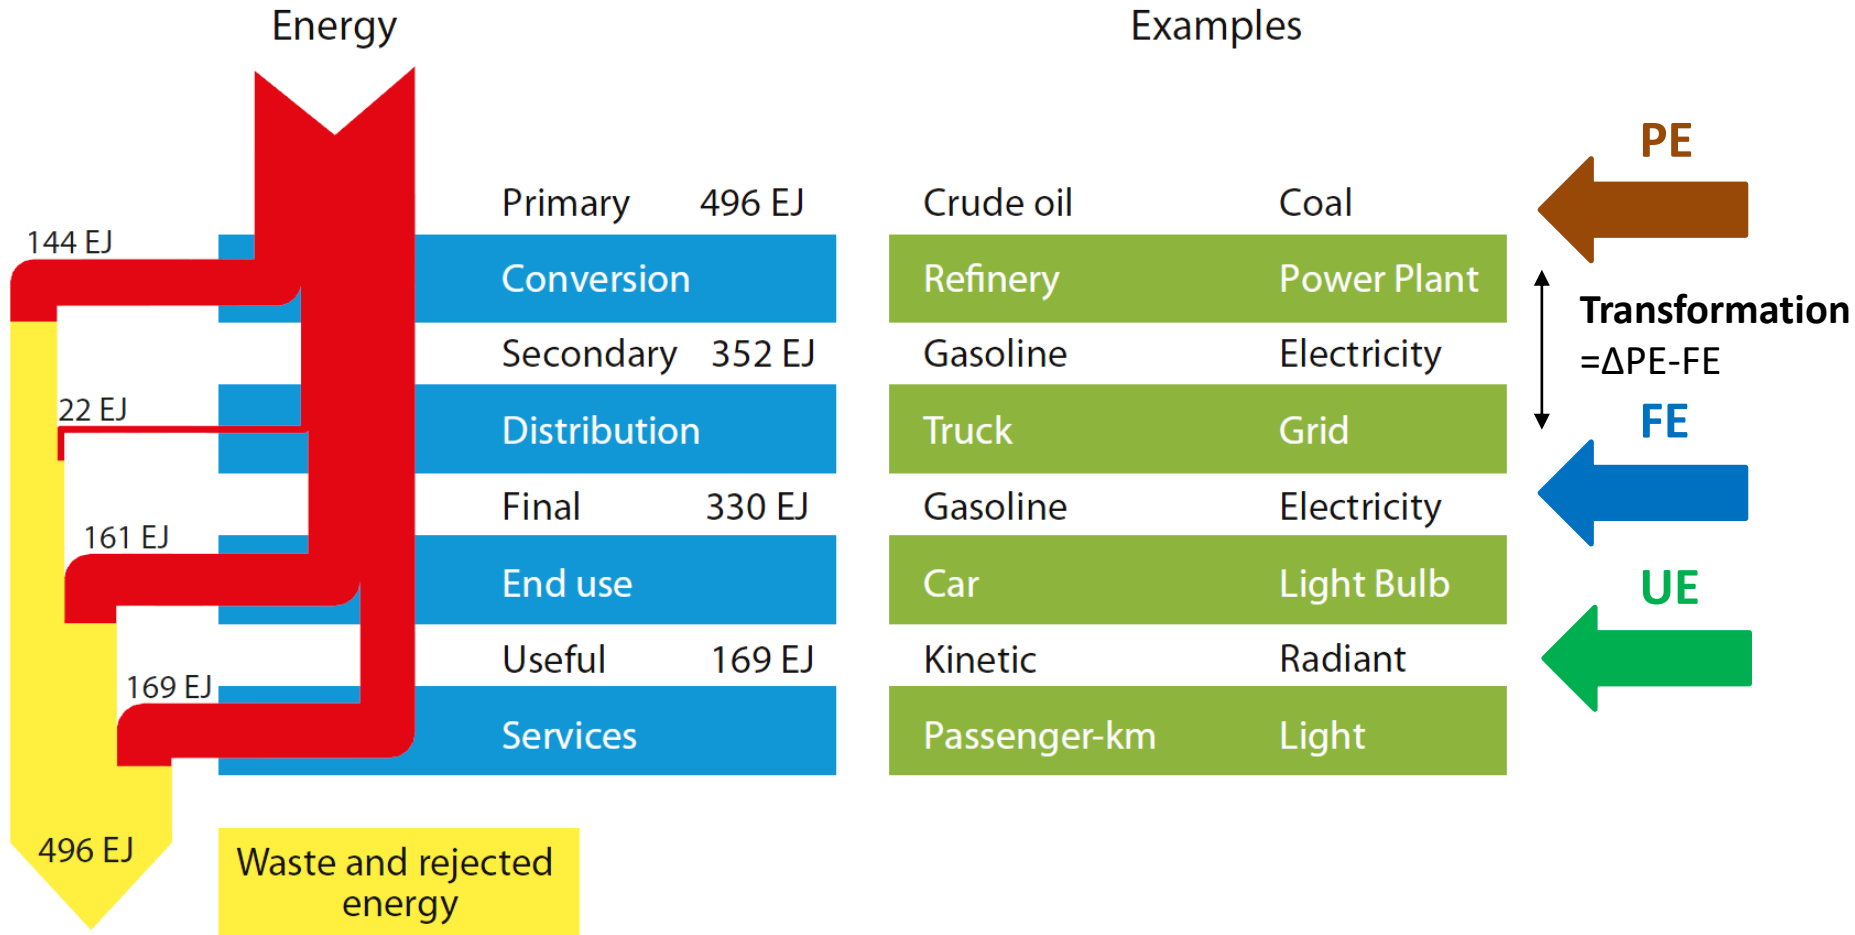 Energy
Examples
PE
Primary 496 EJ
Crude oil Coal
144 EJ
Conversion
Refinery Power Plant
Transformation
=ΔPE-FE
Secondary 352 EJ
Gasoline Electricity
22 EJ
Distribution
Truck Grid
FE
Final 330 EJ
Gasoline Electricity
161 EJ
End use
Car Light Bulb
UE
Useful 169 EJ
Kinetic Radiant
169 EJ
Services
Passenger-km Light
496 EJ
Waste and rejected
energy